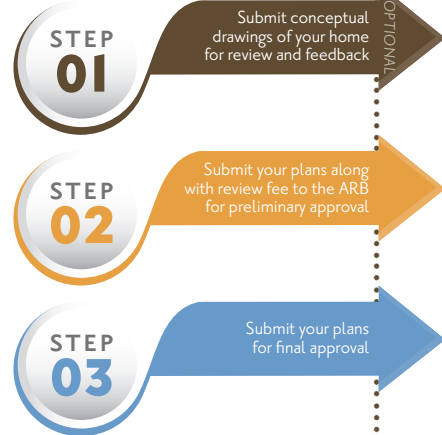 STEP
01
Submit conceptual
drawings of your home
for review and feedback
OPTIONAL
STEP
02
Submit your plans along
with review fee to the ARB
for preliminary approval
STEP
03
Submit your plans
for final approval